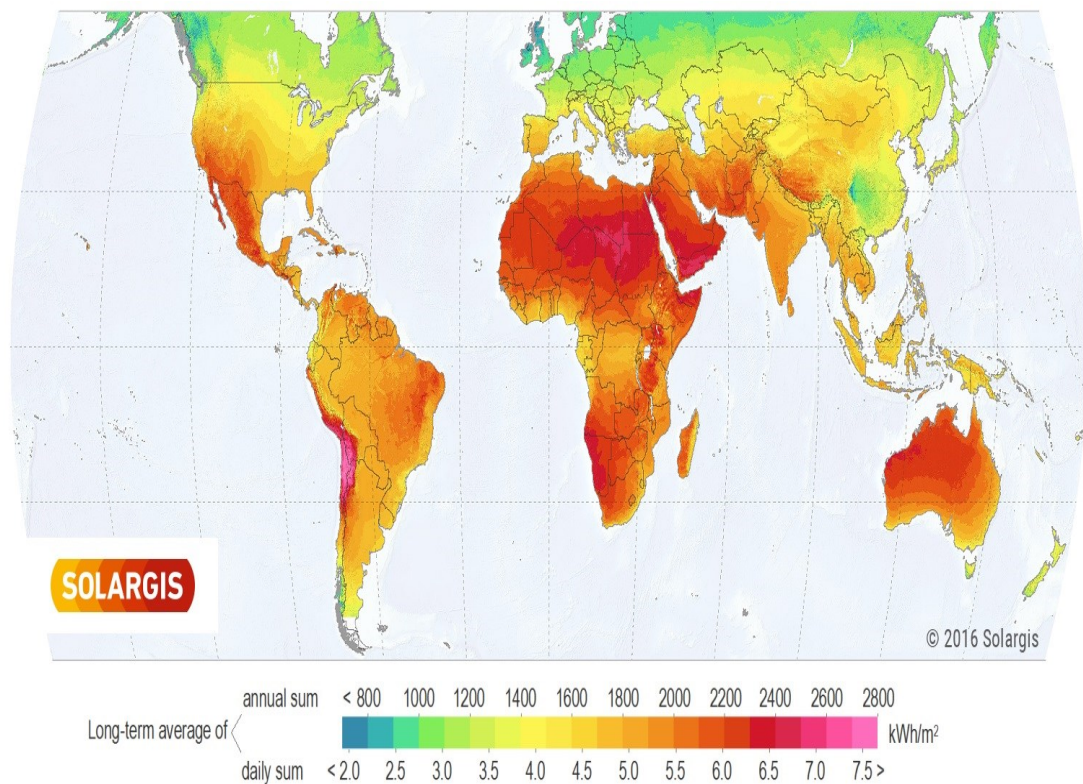 SOLARGIS
© 2016 Solargis
annual sum < 800 1000 1200 1400 1600 1800 2000 2200 2400 2600 2800
Long-term average of kWh/m²
daily sum < 2.0 2.5 3.0 3.5 4.0 4.5 5.0 5.5 6.0 6.5 7.0 7.5 >